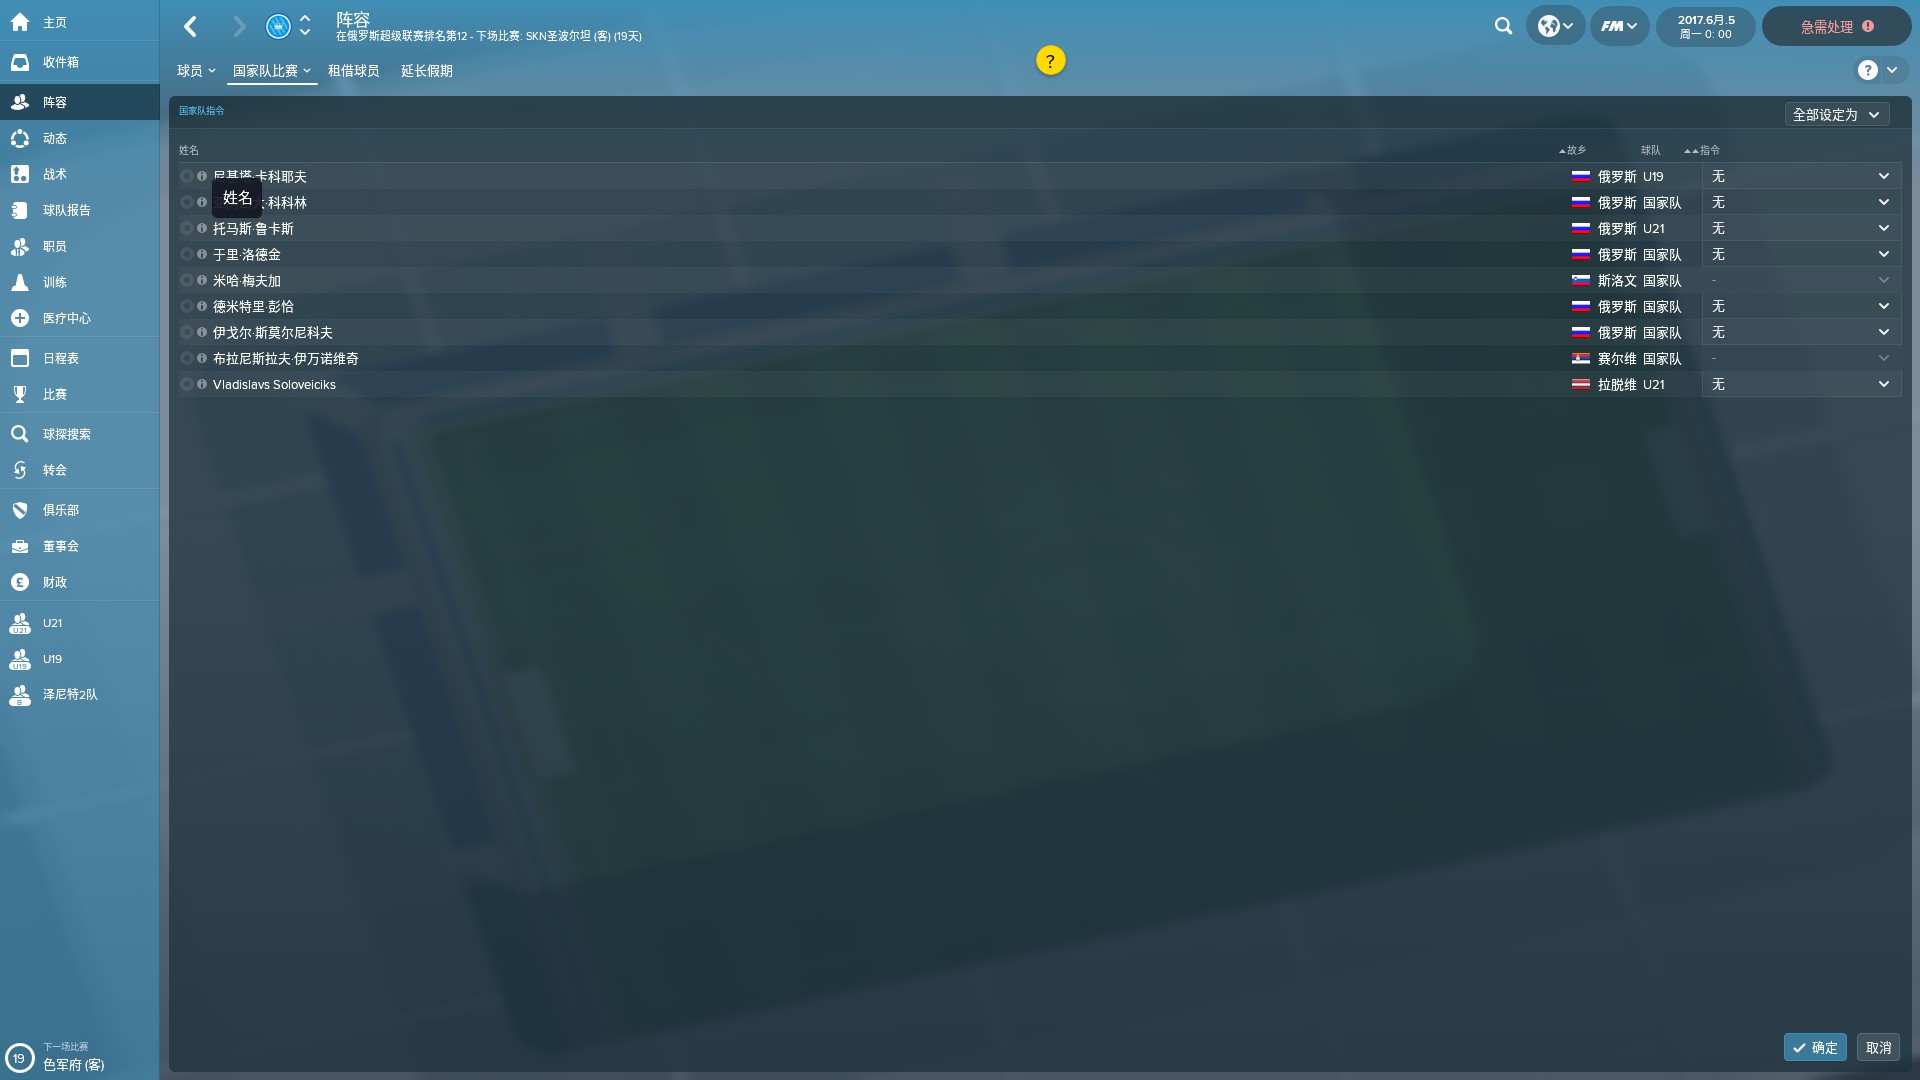 主页
收件箱
阵容
动态
战术
球队报告
职员
训练
医疗中心
日程表
比赛
球探搜索
转会
俱乐部
董事会
财政
U21
U21
U19
U19
B
泽尼特2队
19
下一场比赛
色军府 (客)
阵容
在俄罗斯超级联赛排名第12 - 下场比赛: SKN圣波尔坦 (客) (19天)
FM
2017.6月.5
周一 0: 00
急需处理
球员
国家队比赛
租借球员
延长假期
?
?
国家队指令
全部设定为
姓名 故乡 球队 指令
卡科耶夫 俄罗斯 U19 无
姓名
科科林 俄罗斯 国家队 无
托马斯·鲁卡斯 俄罗斯 U21 无
于里·洛德金 俄罗斯 国家队 无
米哈·梅夫加 斯洛文 国家队 -
德米特里·彭恰 俄罗斯 国家队 无
伊戈尔·斯莫尔尼科夫 俄罗斯 国家队 无
布拉尼斯拉夫·伊万诺维奇 赛尔维 国家队 -
Vladislavs Soloveiciks 拉脱维 U21 无
确定
取消